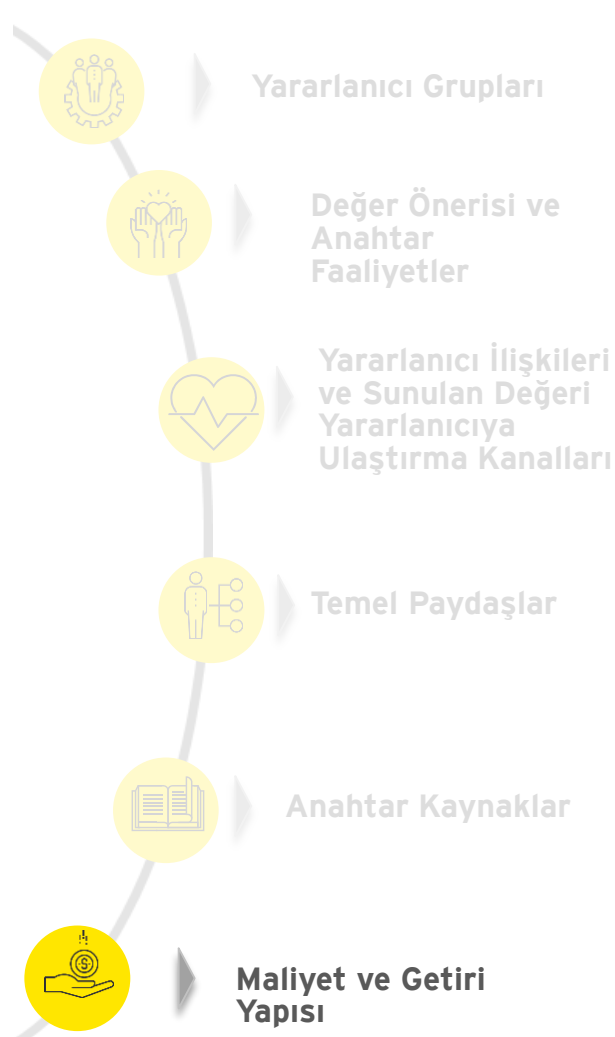 Yararlanıcı Grupları
Değer Önerisi ve
Anahtar
Faaliyetler
Yararlanıcı İlişkileri
ve Sunulan Değeri
Yararlanıcıya
Ulaştırma Kanalları
Temel Paydaşlar
Anahtar Kaynaklar
Maliyet ve Getiri
Yapısı